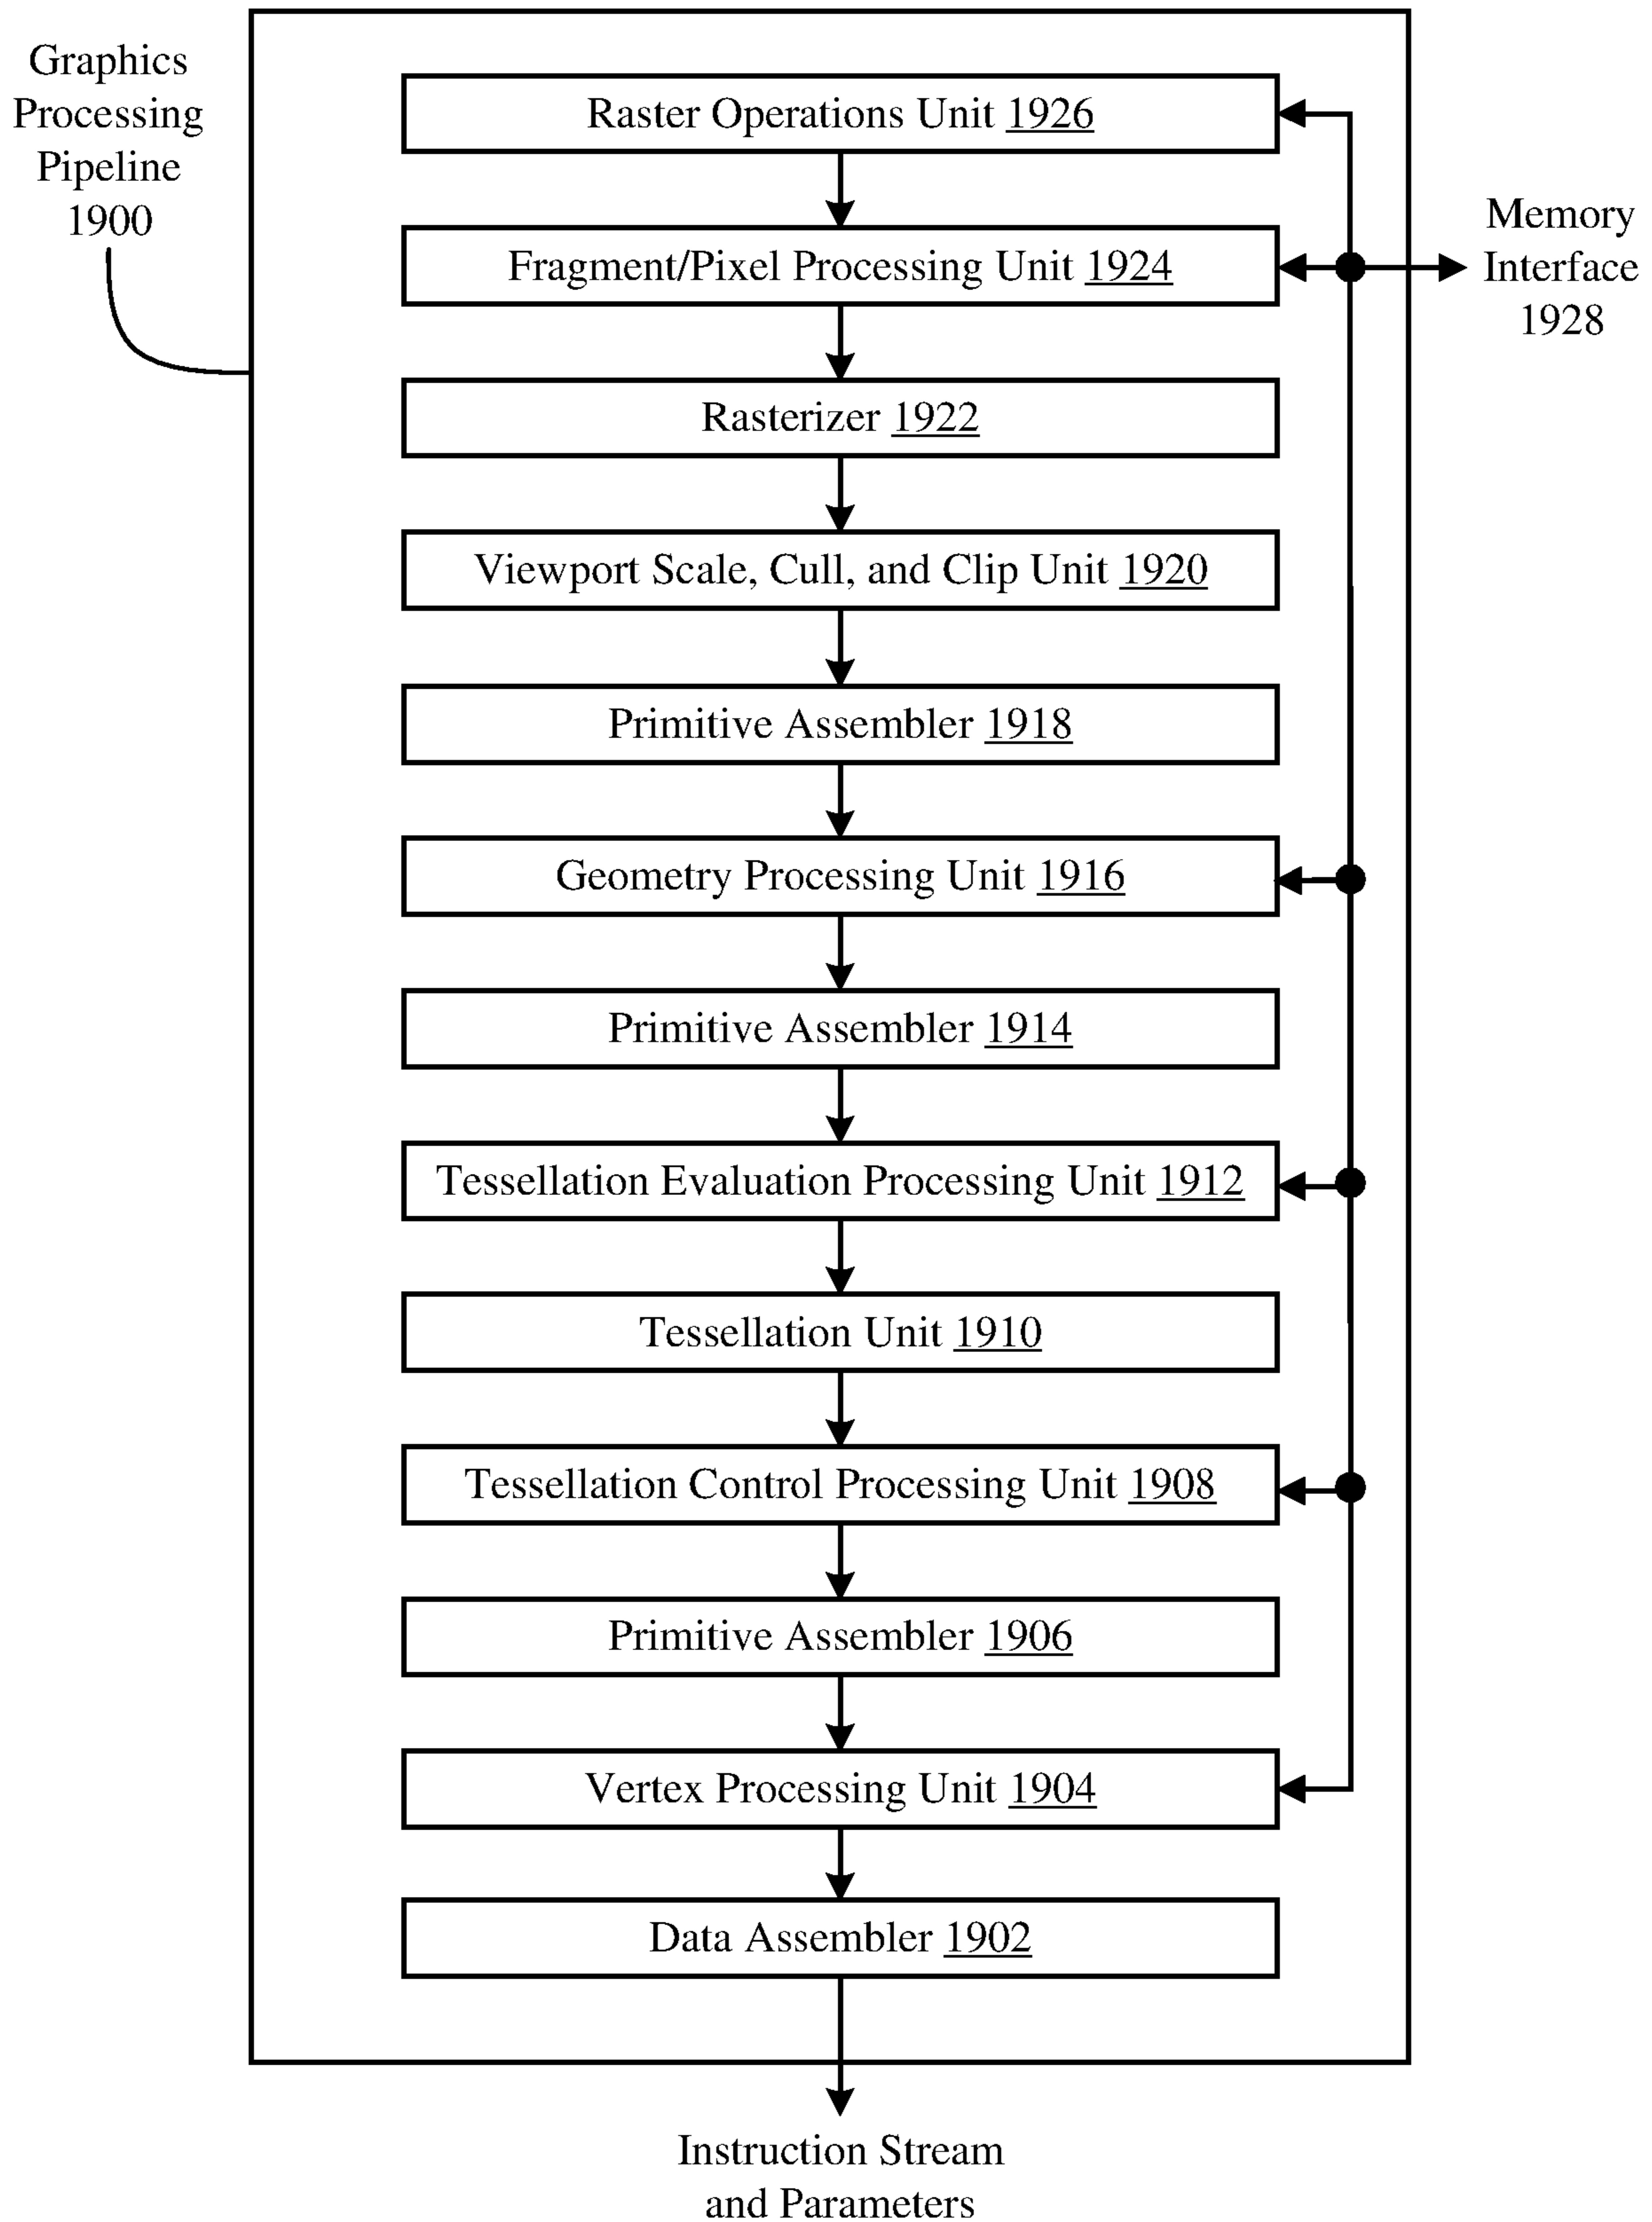 Graphics
Processing
Pipeline
1900
Raster Operations Unit 1926
Fragment/Pixel Processing Unit 1924
Memory
Interface
1928
Rasterizer 1922
Viewport Scale, Cull, and Clip Unit 1920
Primitive Assembler 1918
Geometry Processing Unit 1916
Primitive Assembler 1914
Tessellation Evaluation Processing Unit 1912
Tessellation Unit 1910
Tessellation Control Processing Unit 1908
Primitive Assembler 1906
Vertex Processing Unit 1904
Data Assembler 1902
Instruction Stream
and Parameters